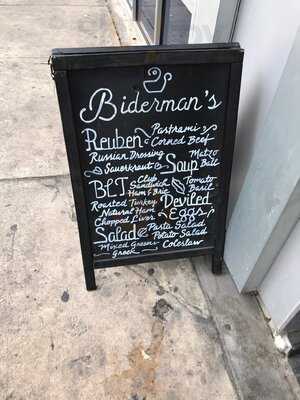 Biderman's
Reuben Pastrami
Corned Beef
Russian Dressing
Sauerkraut Soup Matzo Ball
BLT Club Sandwich Tomato Basil
Ham & Brie
Roasted Turkey Deviled Eggs
Natural Ham
Chopped Liver
Salad Pasta Salad
Potato Salad
Mixed Greens Coleslaw
Greek